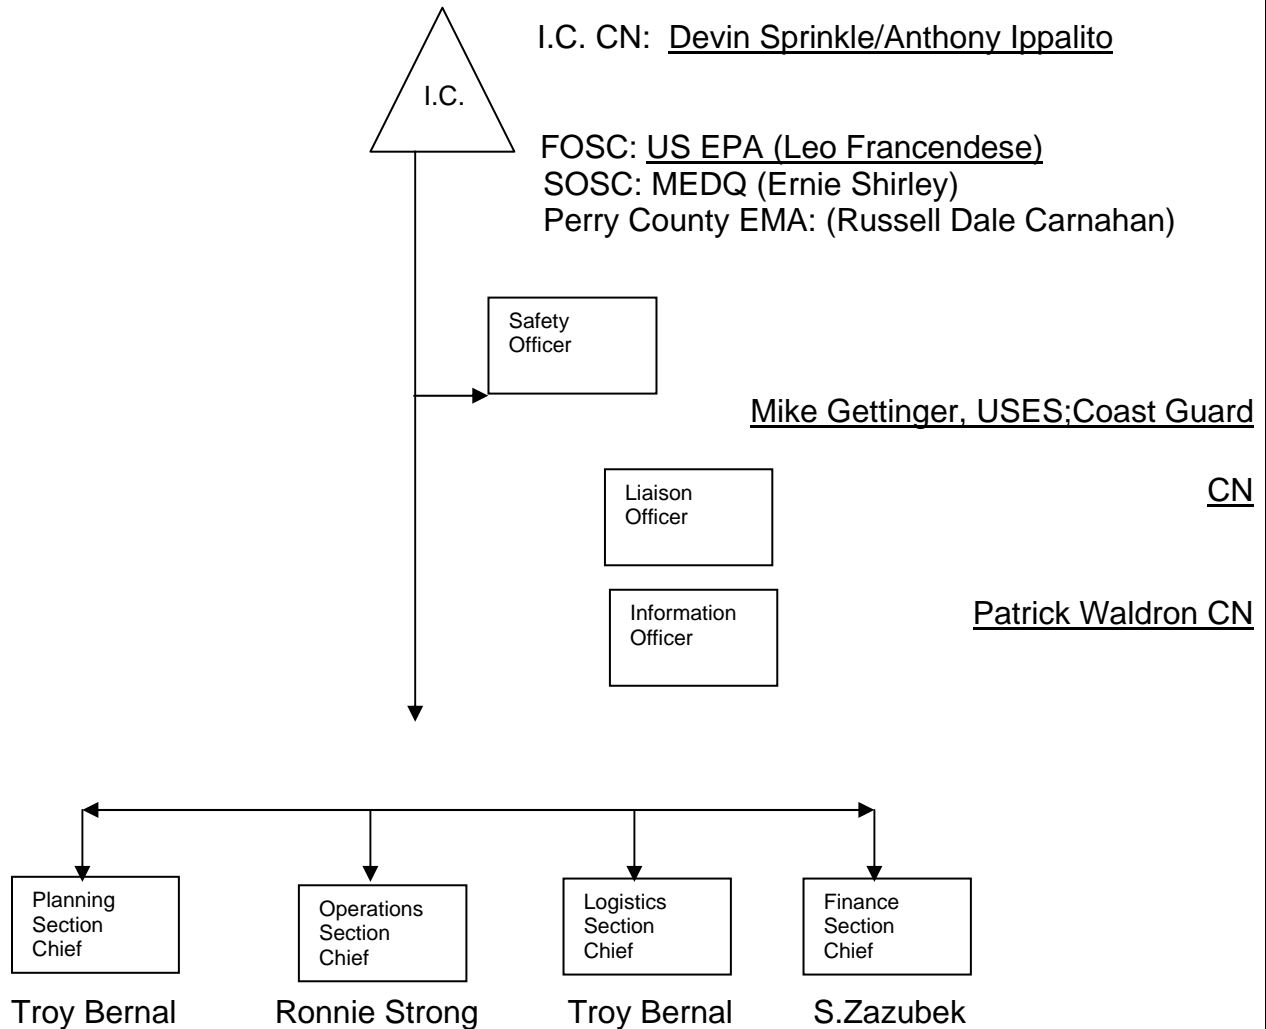 I.C. CN: Devin Sprinkle/Anthony Ippalito
I.C.
FOSC: US EPA (Leo Francendese)
SOSC: MEDQ (Ernie Shirley)
Perry County EMA: (Russell Dale Carnahan)
Safety
Officer
Mike Gettinger, USES;Coast Guard
Liaison
Officer
CN
Information
Officer
Patrick Waldron CN
Planning
Section
Chief
Operations
Section
Chief
Logistics
Section
Chief
Finance
Section
Chief
Troy Bernal
Ronnie Strong
Troy Bernal
S.Zazubek